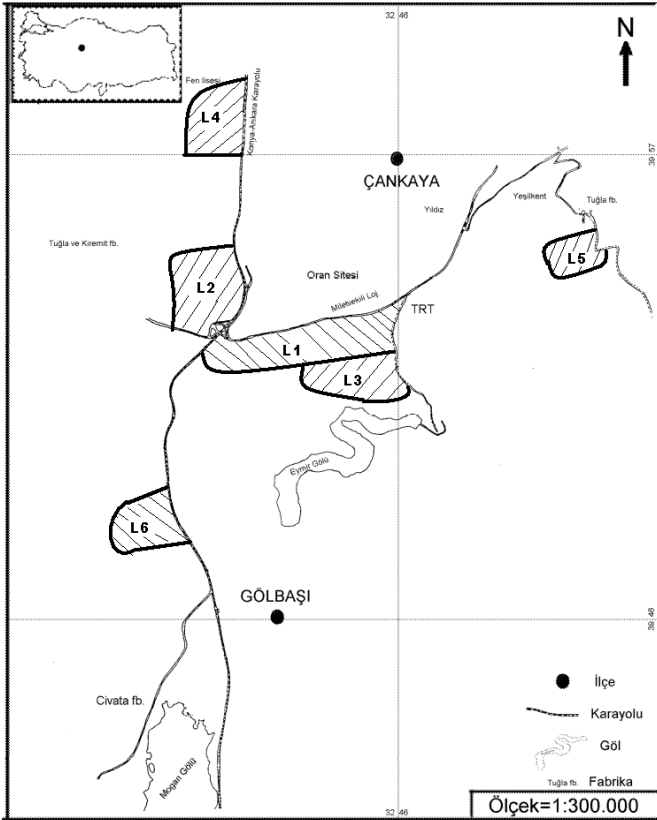 32 46
N
Fen lisesi
Konya-Ankara Karayolu
L4
39 57
ÇANKAYA
Yıldız
Yeşilkent
Tuğla fb.
Tuğla ve Kiremit fb.
L5
Oran Sitesi
L2
Milletvekili Loj.
TRT
L1
L3
Eymir Gölü
L6
GÖLBAŞI
39 46
İlçe
Civata fb.
Karayolu
Göl
Mogan Gölü
Tuğla fb. Fabrika
32 46
Ölçek=1:300.000